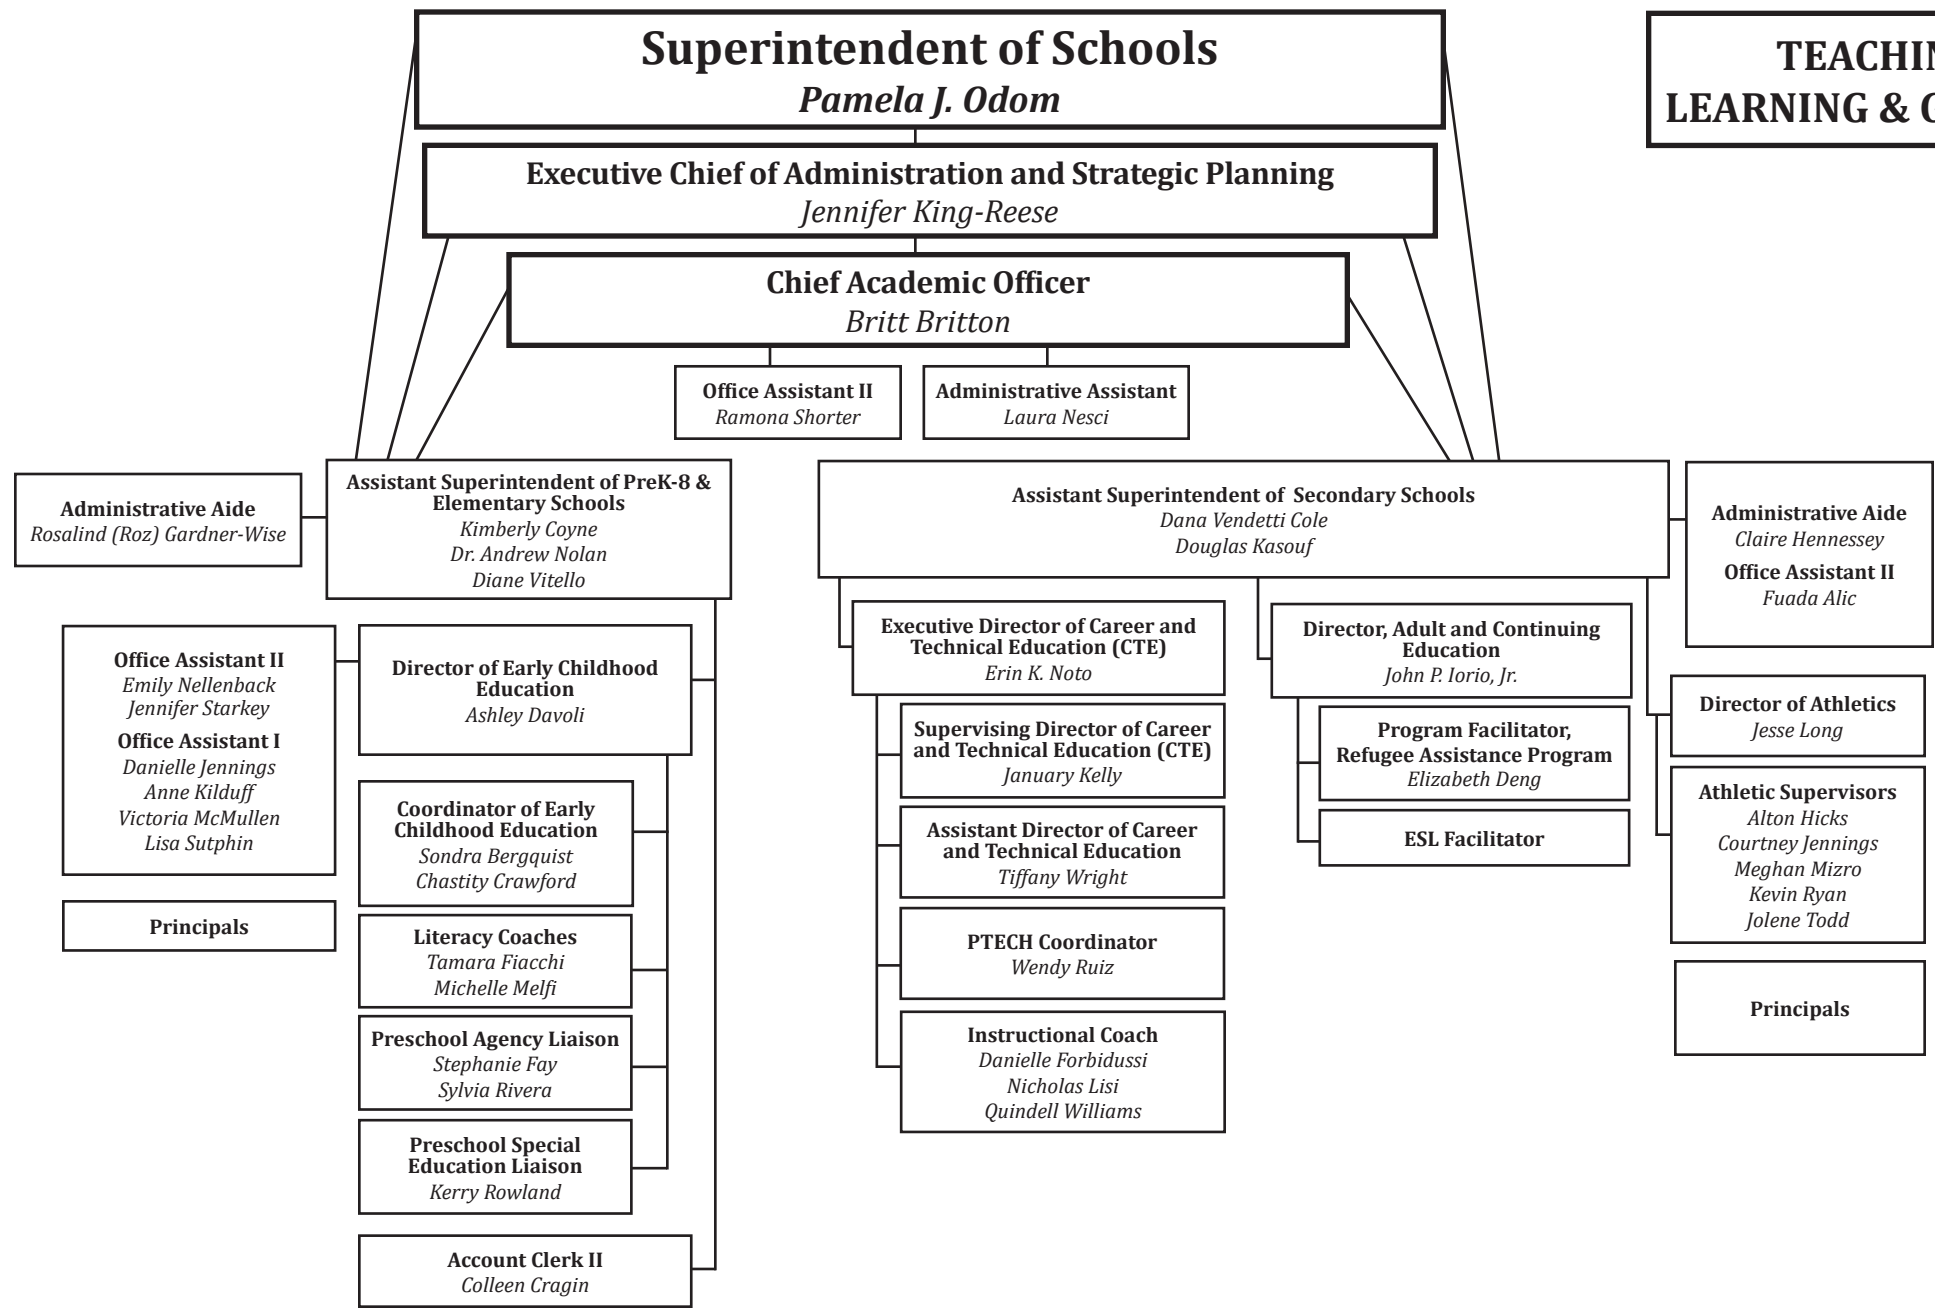 Superintendent of Schools
Pamela J. Odom
LEARNING &
Executive Chief of Administration and Strategic Planning
Jennifer King-Reese
Chief Academic Officer
Britt Britton
Office Assistant II
Ramona Shorter
Administrative Assistant
Laura Nesci
Administrative Aide
Rosalind (Roz) Gardner-Wise
Assistant Superintendent of PreK-8 &
Elementary Schools
Kimberly Coyne
Dr. Andrew Nolan
Diane Vitello
Assistant Superintendent of Secondary Schools
Dana Vendetti Cole
Douglas Kasouf
Administrative Aide
Claire Hennessey
Office Assistant II
Fuada Alic
Office Assistant II
Emily Nellenback
Jennifer Starkey
Office Assistant I
Danielle Jennings
Anne Kilduff
Victoria McMullen
Lisa Sutphin
Principals
Director of Early Childhood
Education
Ashley Davoli
Coordinator of Early
Childhood Education
Sondra Bergquist
Chastity Crawford
Literacy Coaches
Tamara Fiacchi
Michelle Melfi
Preschool Agency Liaison
Stephanie Fay
Sylvia Rivera
Preschool Special
Education Liaison
Kerry Rowland
Account Clerk II
Colleen Cragin
Executive Director of Career and
Technical Education (CTE)
Erin K. Noto
Supervising Director of Career
and Technical Education (CTE)
January Kelly
Assistant Director of Career
and Technical Education
Tiffany Wright
PTECH Coordinator
Wendy Ruiz
Instructional Coach
Danielle Forbidussi
Nicholas Lisi
Quindell Williams
Director, Adult and Continuing
Education
John P. Iorio, Jr.
Program Facilitator,
Refugee Assistance Program
Elizabeth Deng
ESL Facilitator
Director of Athletics
Jesse Long
Athletic Supervisors
Alton Hicks
Courtney Jennings
Meghan Mizro
Kevin Ryan
Jolene Todd
Principals